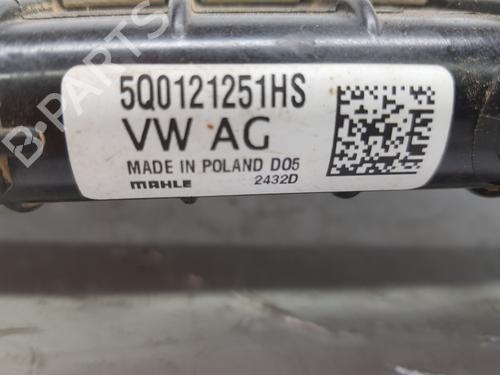 5Q0121251HS
VW AG
MADE IN POLAND D05
MAHLE 2432D
B-PARTS